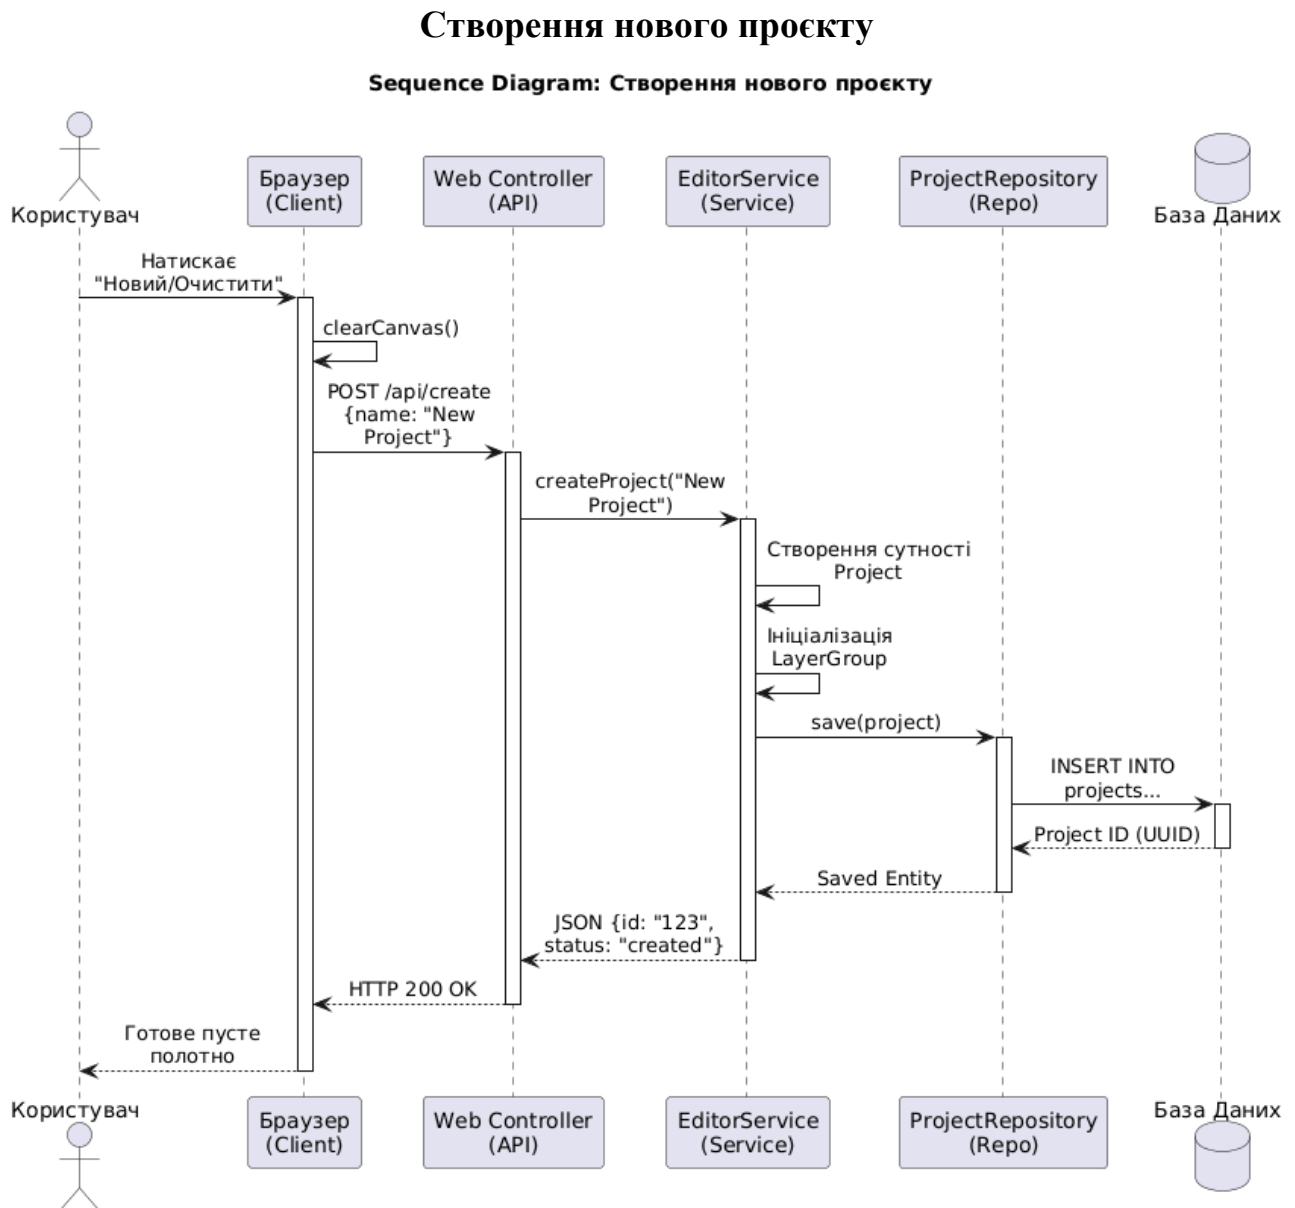 Створення нового проєкту
Sequence Diagram: Створення нового проєкту
Користувач
Браузер
(Client)
Web Controller
(API)
EditorService
(Service)
ProjectRepository
(Repo)
База Даних
Натискає
"Новий/Очистити"
clearCanvas()
POST /api/create
{name: "New
Project"}
createProject("New
Project")
Створення сутності
Project
Ініціалізація
LayerGroup
save(project)
INSERT INTO
projects...
Project ID (UUID)
Saved Entity
JSON {id: "123",
status: "created"}
HTTP 200 OK
Готове пусте
полотно
Користувач
Браузер
(Client)
Web Controller
(API)
EditorService
(Service)
ProjectRepository
(Repo)
База Даних